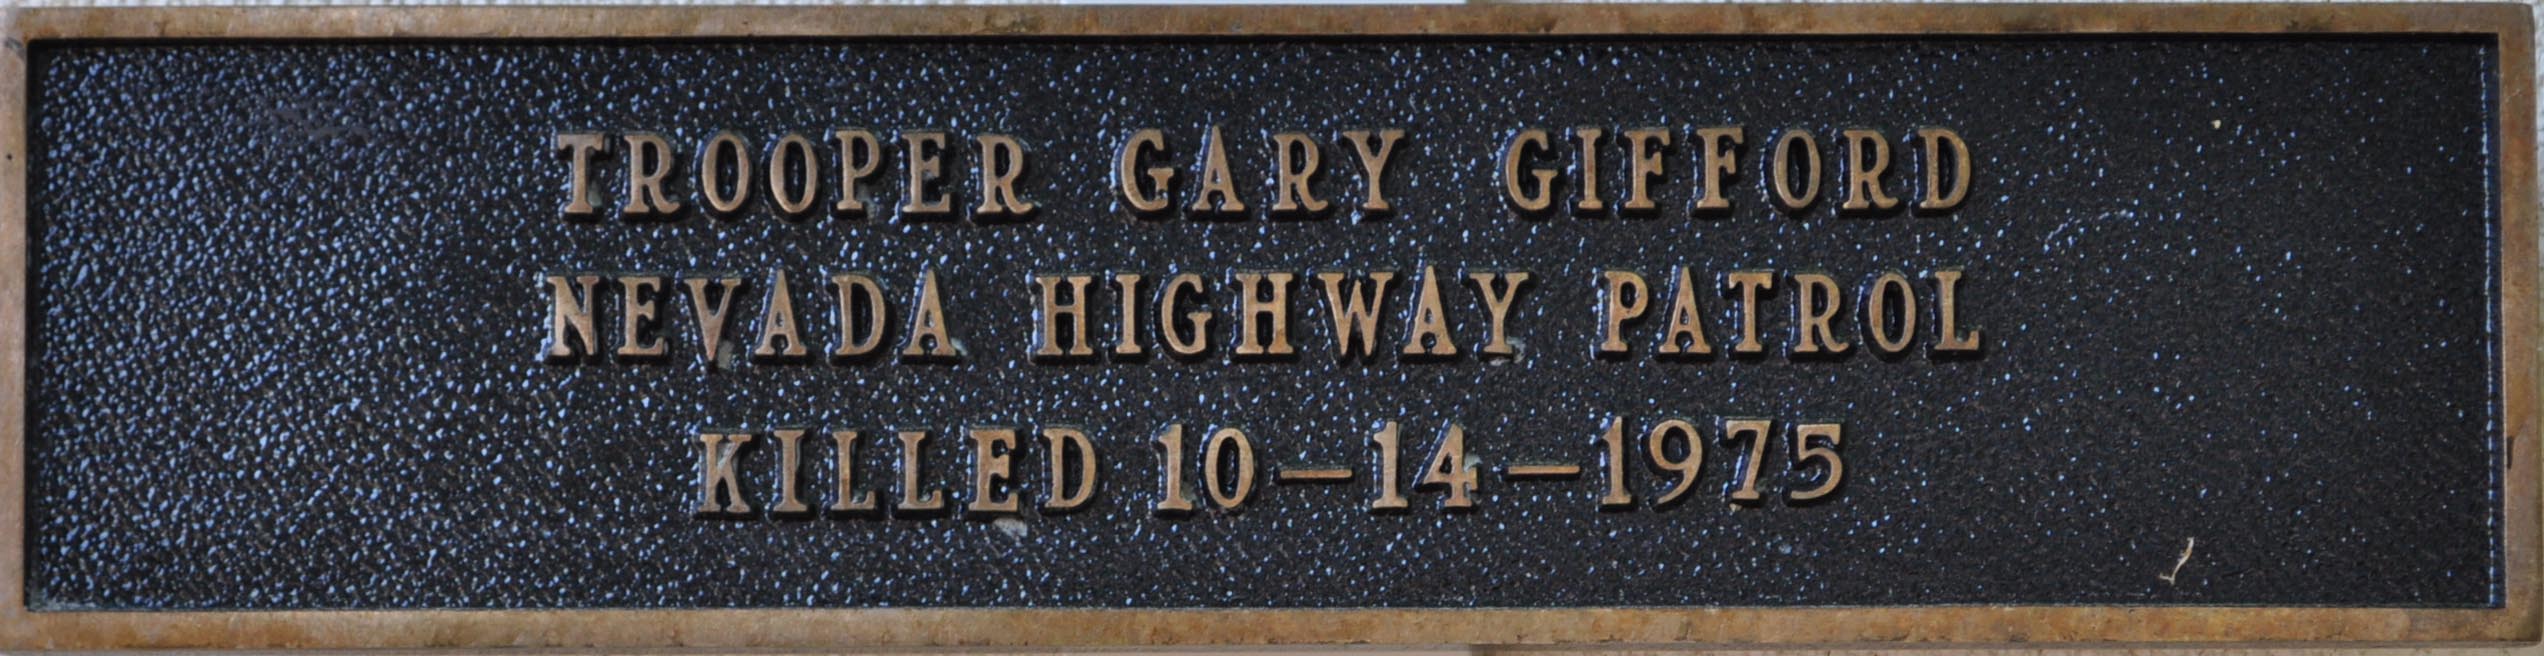 TROOPER GARY GIFFORD
NEVADA HIGHWAY PATROL
KILLED 10-14-1975